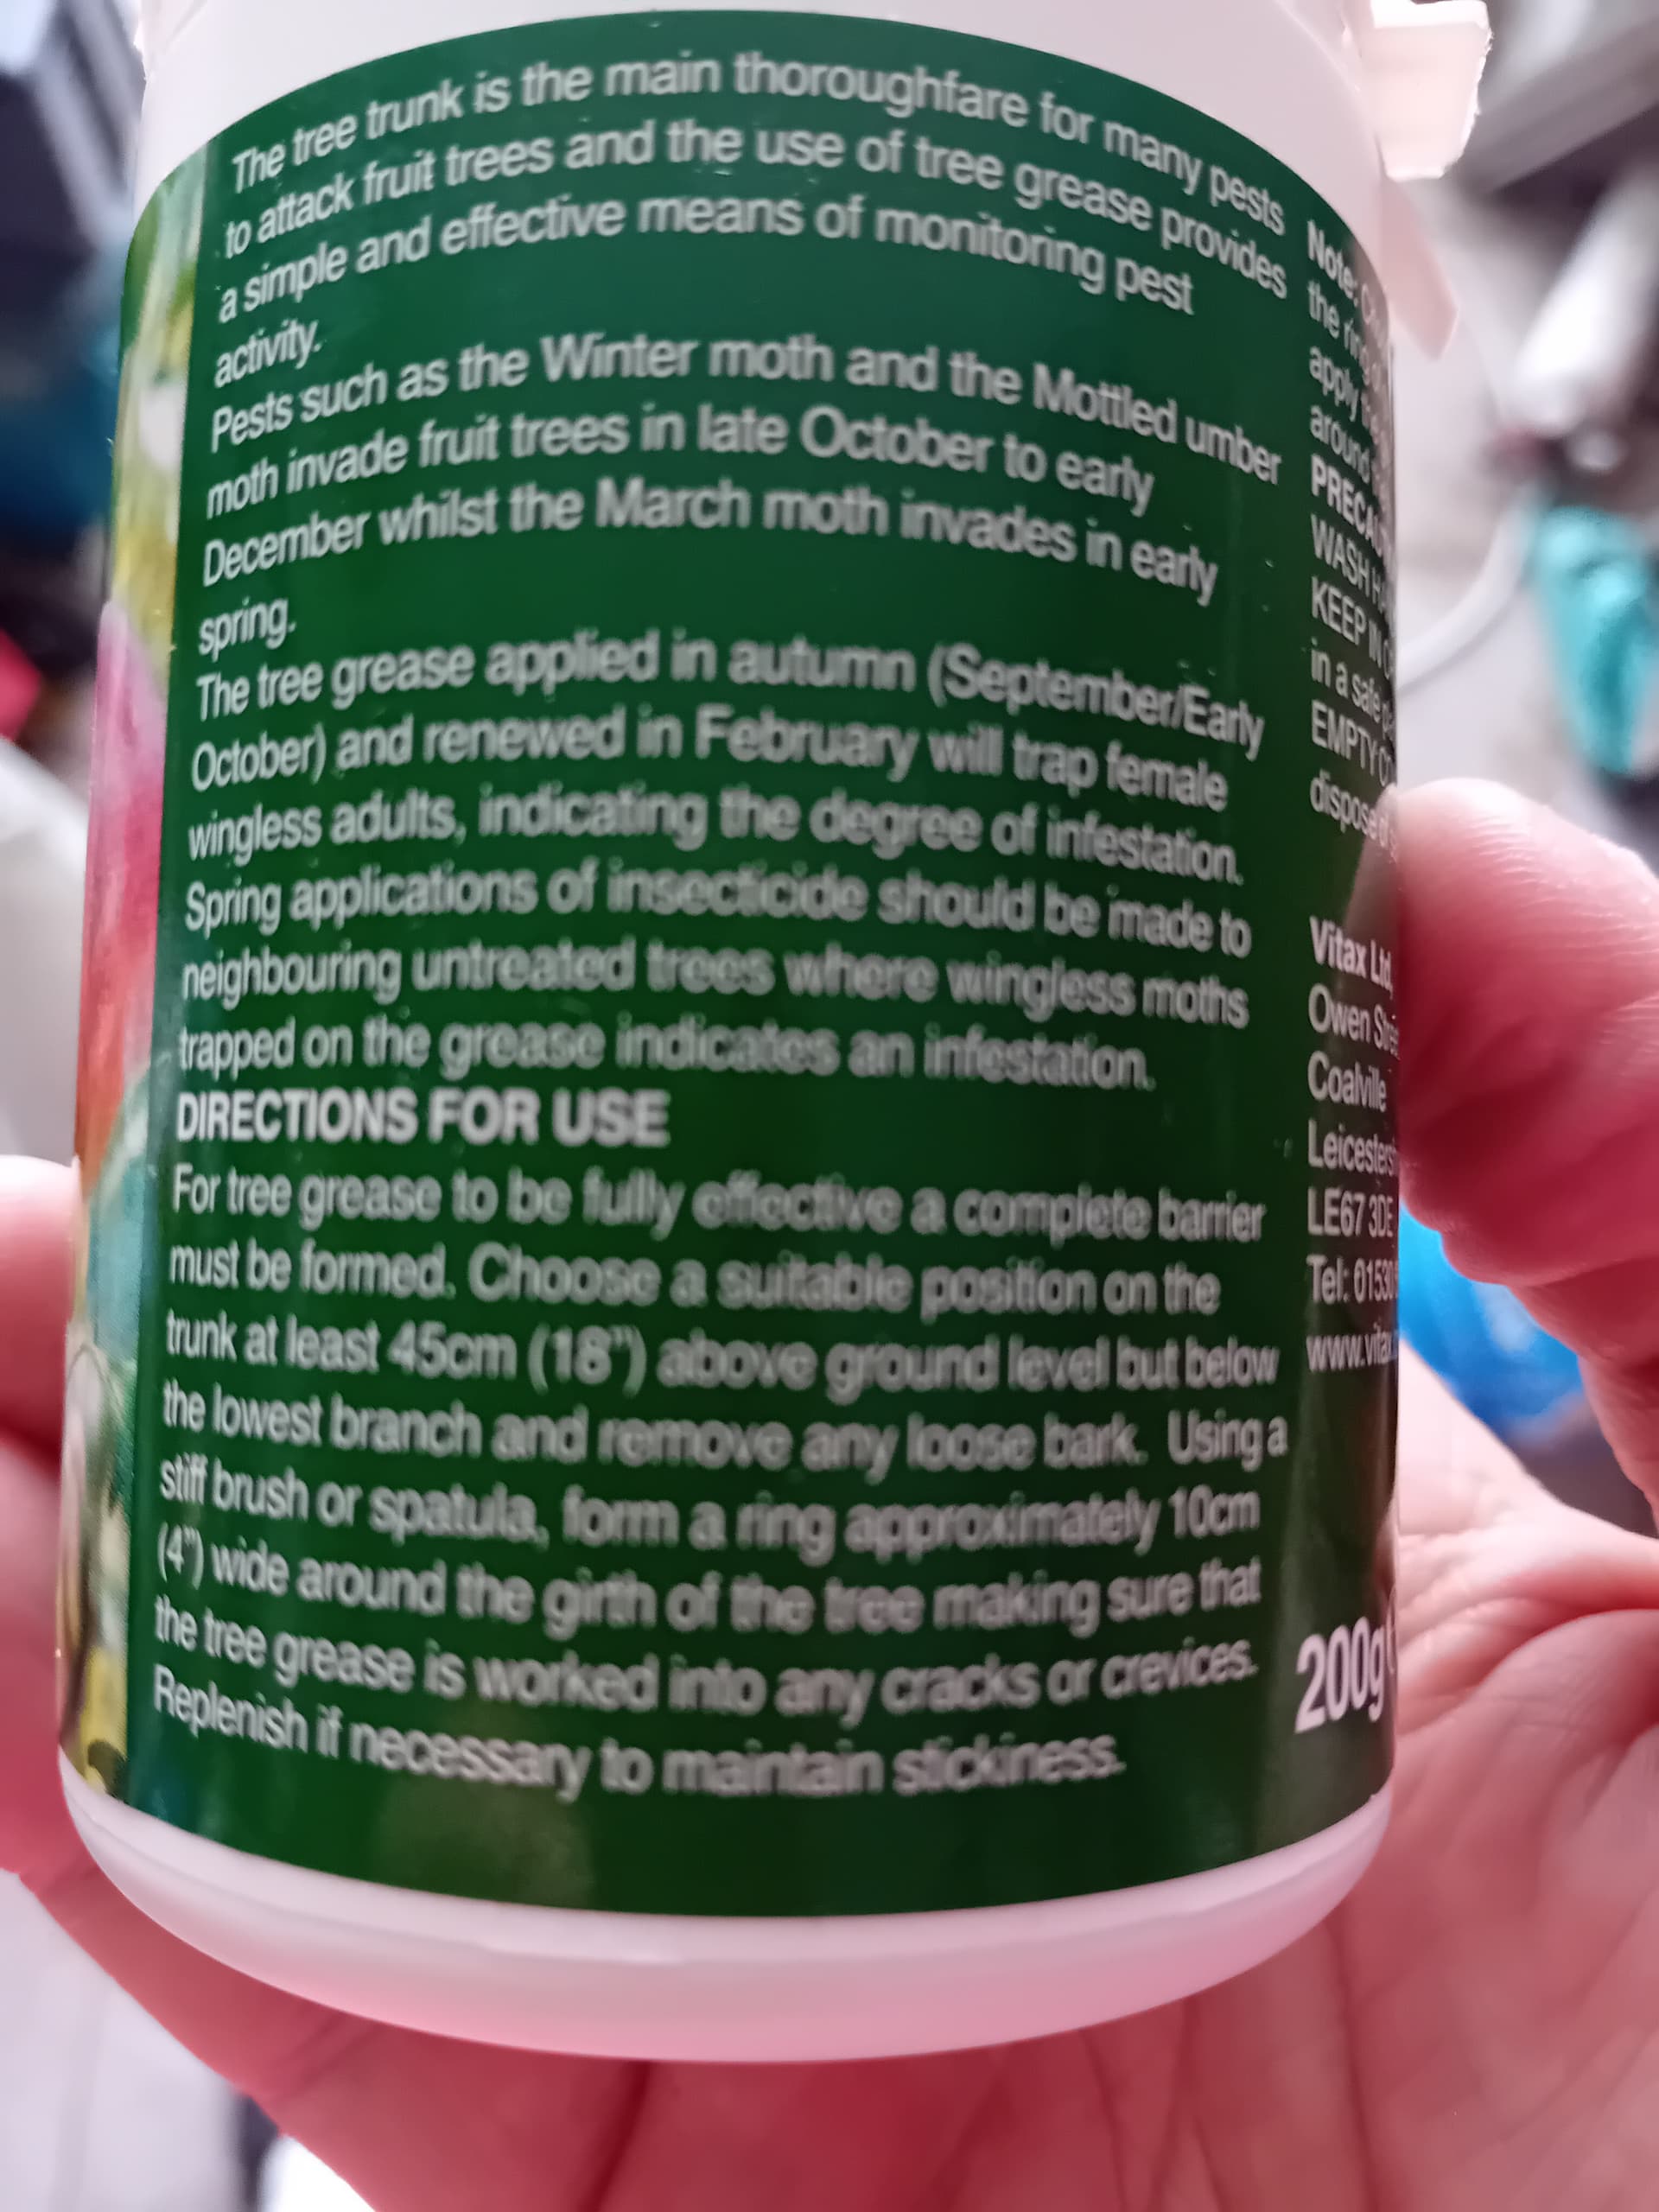 The tree trunk is the main thoroughfare for many pests
to attack fruit trees and the use of tree grease provides
a simple and effective means of monitoring pest
activity.
Pests such as the Winter moth and the Mottled umber
moth invade fruit trees in late October to early
December whilst the March moth invades in early
spring.
The tree grease applied in autumn (September/Early
October) and renewed in February will trap female
wingless adults, indicating the degree of infestation.
Spring applications of insecticide should be made to
neighbouring untreated trees where wingless moths
trapped on the grease indicates an infestation.
DIRECTIONS FOR USE
For tree grease to be fully effective a complete barrier
must be formed. Choose a suitable position on the
trunk at least 45cm (18") above ground level but below
the lowest branch and remove any loose bark. Using a
stiff brush or spatula, form a ring approximately 10cm
(4") wide around the girth of the tree making sure that
the tree grease is worked into any cracks or crevices.
Replenish if necessary to maintain stickiness.
Note:
the
apply
around
WASH
KEEP IN
in a safe
EMPTY
Vitax Ltd,
Owen
Coalville
LE67 3DE
Tel:
200g